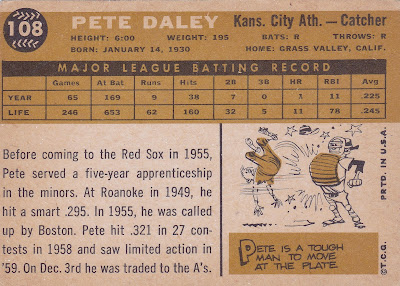 108
PETE DALEY
Kans. City Ath. — Catcher
HEIGHT: 6:00 WEIGHT: 195 BATS: R THROWS: R
BORN: JANUARY 14, 1930 HOME: GRASS VALLEY, CALIF.
MAJOR LEAGUE BATTING RECORD
Games At Bat Runs Hits 2B 3B HR RBI Avg
YEAR 65 169 9 38 7 0 11 .225
LIFE 246 653 62 160 32 5 11 78 .245
Before coming to the Red Sox in 1955,
Pete served a five-year apprenticeship
in the minors. At Roanoke in 1949, he
hit a smart .295. In 1955, he was called
up by Boston. Pete hit .321 in 27 con-
tests in 1958 and saw limited action in
'59. On Dec. 3rd he was traded to the A's.
PETE IS A TOUGH
MAN TO
MOVE
AT THE PLATE.
©T.C.G. PRTD. IN U.S.A.